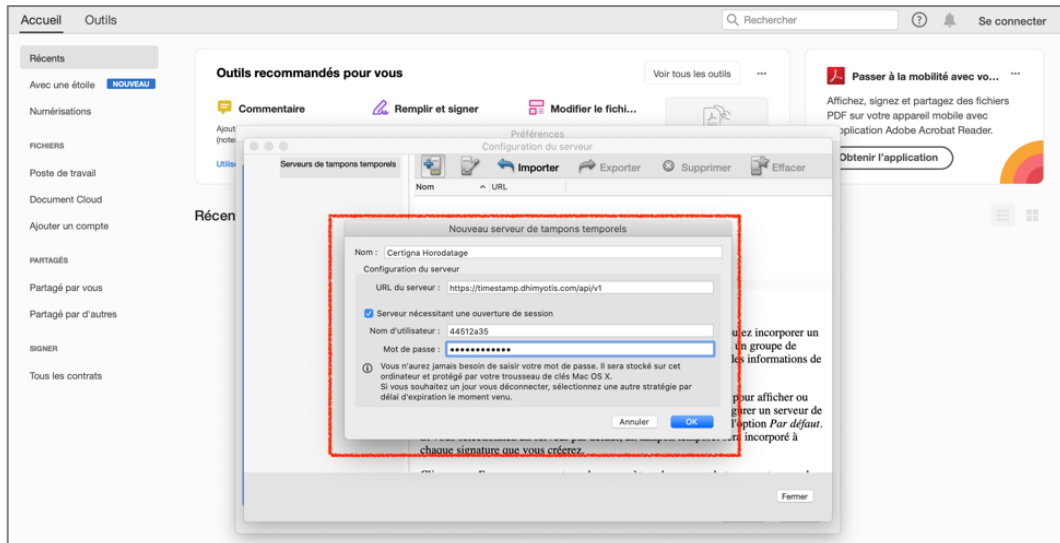 Accueil Outils Rechercher Se connecter
Récents
Avec une étoile NOUVEAU
Numérisations
FICHIERS
Poste de travail
Document Cloud
Ajouter un compte
PARTAGÉS
Partagé par vous
Partagé par d'autres
SIGNER
Tous les contrats
Outils recommandés pour vous
Voir tous les outils
Commentaire
Remplir et signer
Modifier le fichi...
Passer à la mobilité avec vo...
Affichez, signez et partagez des fichiers
PDF sur votre appareil mobile avec
application Adobe Acrobat Reader.
Obtenir l'application
Préférences
Configuration du serveur
Serveurs de tampons temporels
Importer Exporter Supprimer Effacer
Nom URL
Nouveau serveur de tampons temporels
Nom : Certigna Horodatage
Configuration du serveur
URL du serveur : https://timestamp.dhimyotis.com/api/v1
Serveur nécessitant une ouverture de session
Nom d'utilisateur : 44512a35
Mot de passe : ••••••••••••
Vous n'aurez jamais besoin de saisir votre mot de passe. Il sera stocké sur cet
ordinateur et protégé par votre trousseau de clés Mac OS X.
Si vous souhaitez un jour vous déconnecter, sélectionnez une autre stratégie par
délai d'expiration le moment venu.
Annuler OK
incorporer un
un groupe de
les informations de
pour afficher ou
un serveur de
l'option Par défaut.
incorporé à
chaque signature que vous créerez.
Fermer